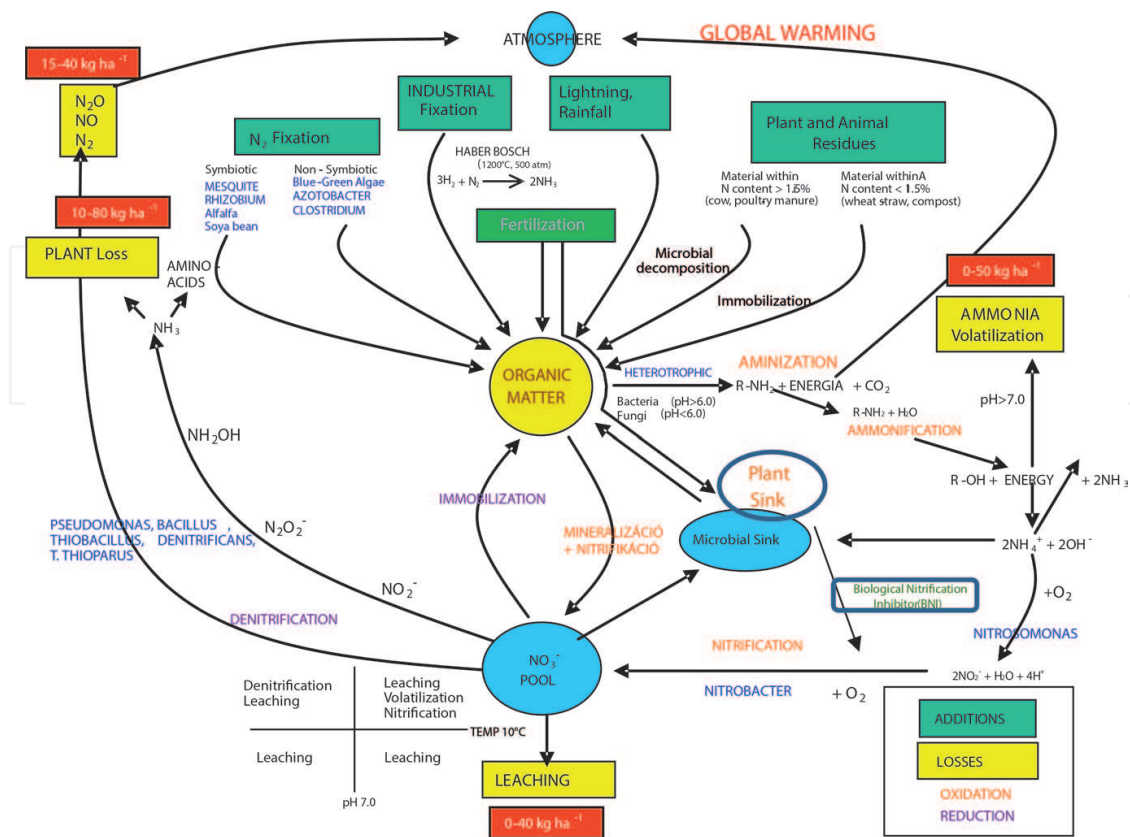 GLOBAL WARMING
ATMOSPHERE
15-40 kg ha ⁻¹
N₂O
NO
N₂
INDUSTRIAL
Fixation
Lightning,
Rainfall
Plant and Animal
Residues
N₂ Fixation
HABER BOSCH
(1200°C, 500 atm)
3H₂ + N₂ → 2NH₃
Symbiotic
MESQUITE
RHIZOBIUM
Alfalfa
Soya bean
Non - Symbiotic
Blue-Green Algae
AZOTOBACTER
CLOSTRIDIUM
Material within
N content > 1.6%
(cow, poultry manure)
Material withinA
N content < 1.5%
(wheat straw, compost)
10-80 kg ha ⁻¹
PLANT Loss
Fertilization
AMINO
ACIDS
NH₃
Microbial
decomposition
Immobilization
0-50 kg ha ⁻¹
AMMONIA
Volatilization
ORGANIC
MATTER
HETEROTROPHIC
Bacteria (pH>6.0)
Fungi (pH<6.0)
AMINIZATION
R -NH₂ + ENERGIA + CO₂
R -NH₂ + H₂O
AMMONIFICATION
pH>7.0
R -OH + ENERGY + 2NH₃
NH₂OH
IMMOBILIZATION
Plant
Sink
Microbial Sink
MINERALIZÁCIÓ
+ NITRIFIKÁCIÓ
2NH₄⁺ + 2OH⁻
PSEUDOMONAS, BACILLUS ,
THIOBACILLUS, DENITRIFICANS,
T. THIOPARUS
N₂O₂⁻
NO₂⁻
Biological Nitrification
Inhibitor(BNI)
+O₂
NITROSOMONAS
DENITRIFICATION
NO₃⁻
POOL
NITRIFICATION
NITROBACTER
+ O₂
2NO₂⁻ + H₂O + 4H⁺
Denitrification
Leaching
Leaching
Volatilization
Nitrification
TEMP 10°C
Leaching
Leaching
pH 7.0
LEACHING
0-40 kg ha ⁻¹
ADDITIONS
LOSSES
OXIDATION
REDUCTION